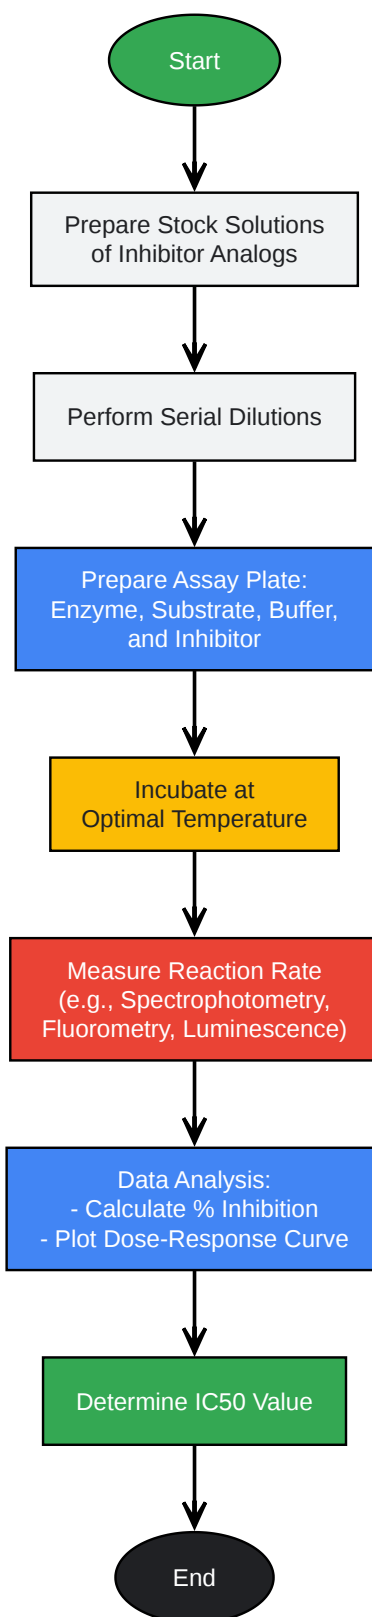 Start
Prepare Stock Solutions
of Inhibitor Analogs
Perform Serial Dilutions
Prepare Assay Plate:
Enzyme, Substrate, Buffer,
and Inhibitor
Incubate at
Optimal Temperature
Measure Reaction Rate
(e.g., Spectrophotometry,
Fluorometry, Luminescence)
Data Analysis:
- Calculate % Inhibition
- Plot Dose-Response Curve
Determine IC50 Value
End